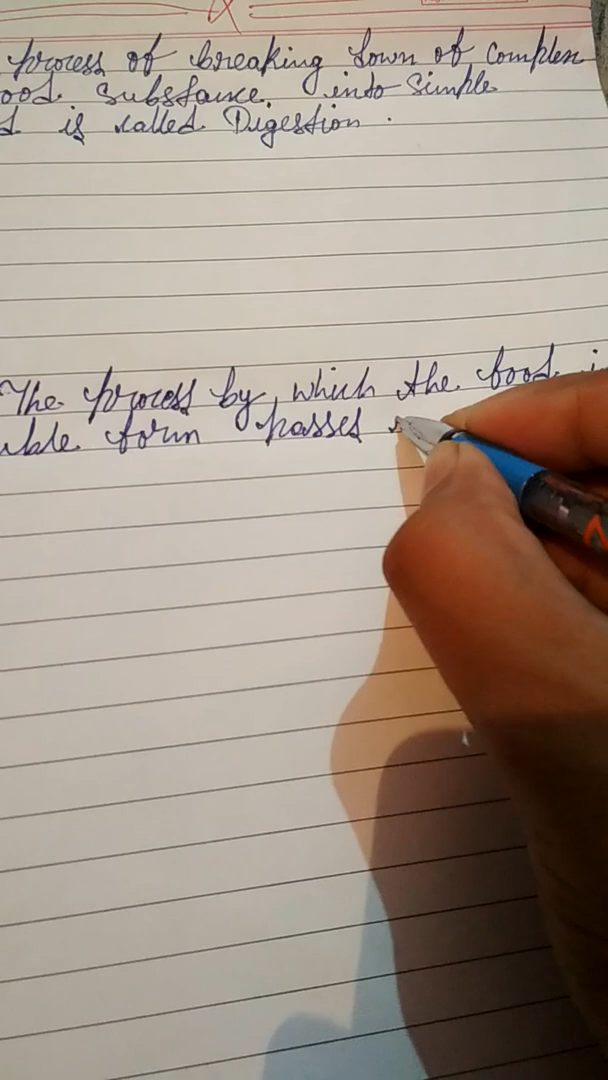 process of breaking down of complex
ood substance into simple
d is called Digestion.
The process by which the food i
uble form passes